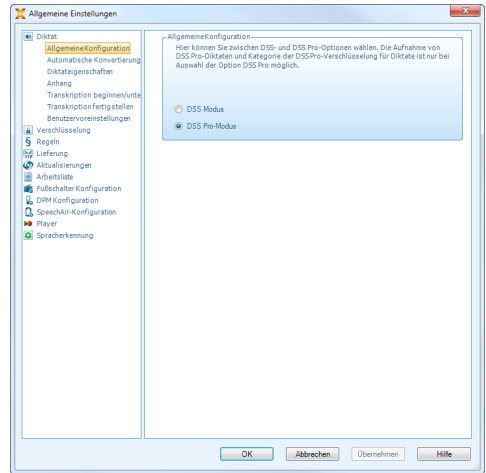 Allgemeine Einstellungen
Diktat
AllgemeineKonfiguration
Automatische Konvertierung
Diktateigenschaften
Anhang
Transkription beginnen/unte
Transkription fertig stellen
Benutzervoreinstellungen
Verschlüsselung
Regeln
Lieferung
Aktualisierungen
Arbeitsliste
Fußschalter Konfiguration
DPM Konfiguration
SpeechAir-Konfiguration
Player
Spracherkennung
AllgemeineKonfiguration
Hier können Sie zwischen DSS- und DSS Pro-Optionen wählen. Die Aufnahme von
DSS Pro-Diktaten und Kategorie der DSS Pro-Verschlüsselung für Diktate ist nur bei
Auswahl der Option DSS Pro möglich.
DSS Modus
DSS Pro-Modus
OK
Abbrechen
Übernehmen
Hilfe